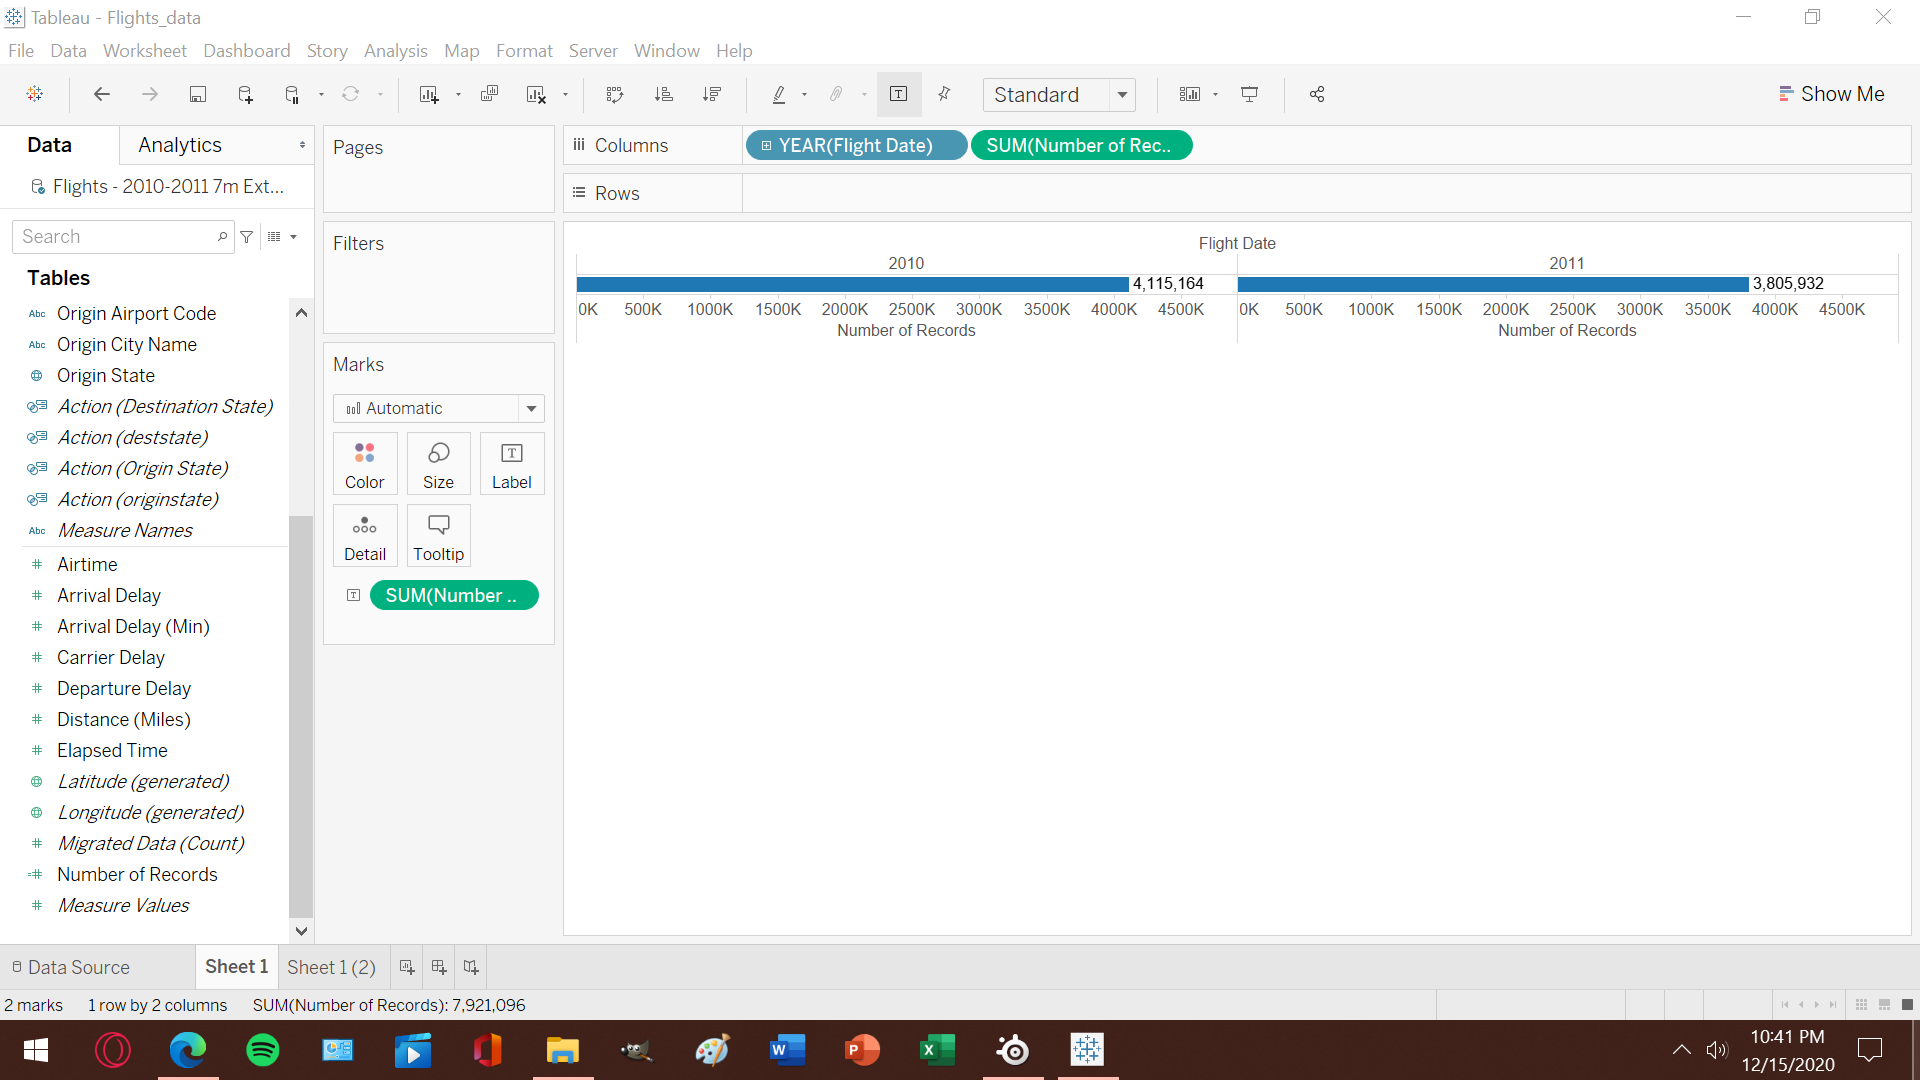 Tableau - Flights_data
File Data Worksheet Dashboard Story Analysis Map Format Server Window Help
Standard
Show Me
Data
Analytics
Flights - 2010-2011 7m Ext...
Search
Tables
Abc Origin Airport Code
Abc Origin City Name
Origin State
Action (Destination State)
Action (deststate)
Action (Origin State)
Action (originstate)
Abc Measure Names
# Airtime
# Arrival Delay
# Arrival Delay (Min)
# Carrier Delay
# Departure Delay
# Distance (Miles)
# Elapsed Time
Latitude (generated)
Longitude (generated)
# Migrated Data (Count)
=# Number of Records
# Measure Values
Pages
Filters
Marks
Automatic
Color Size Label
Detail Tooltip
SUM(Number ..
Columns
YEAR(Flight Date) SUM(Number of Rec..
Rows
Flight Date
2010 2011
4,115,164 3,805,932
0K 500K 1000K 1500K 2000K 2500K 3000K 3500K 4000K 4500K 0K 500K 1000K 1500K 2000K 2500K 3000K 3500K 4000K 4500K
Number of Records Number of Records
Data Source Sheet 1 Sheet 1 (2)
2 marks 1 row by 2 columns SUM(Number of Records): 7,921,096
10:41 PM
12/15/2020